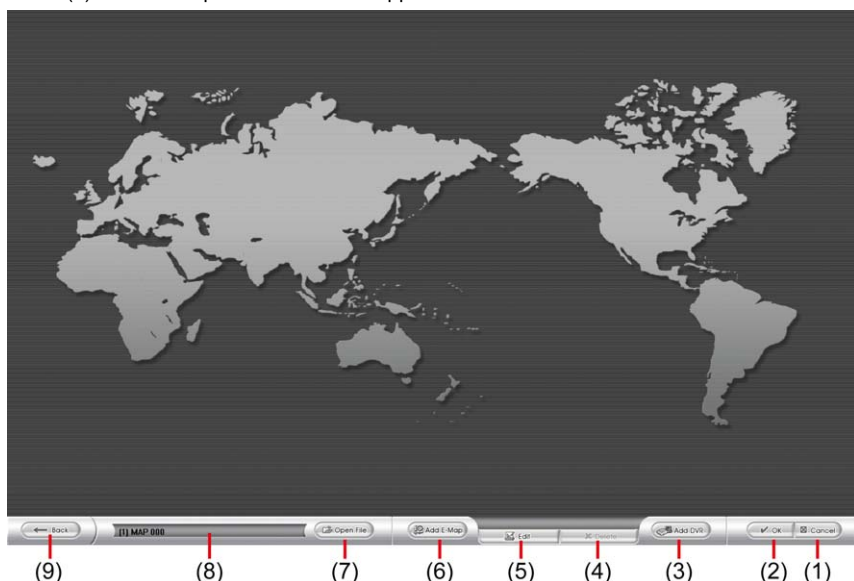 Back
[1] MAP 000
Open File
Add E-Map
Edit
Delete
Add DVR
OK
Cancel
(9) (8) (7) (6) (5) (4) (3) (2) (1)